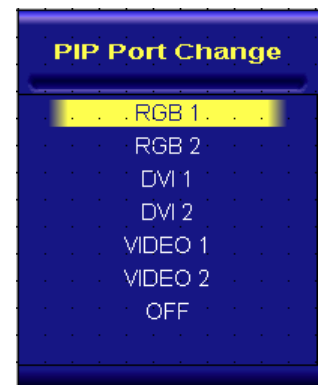 PIP Port Change
RGB 1
RGB 2
DVI 1
DVI 2
VIDEO 1
VIDEO 2
OFF